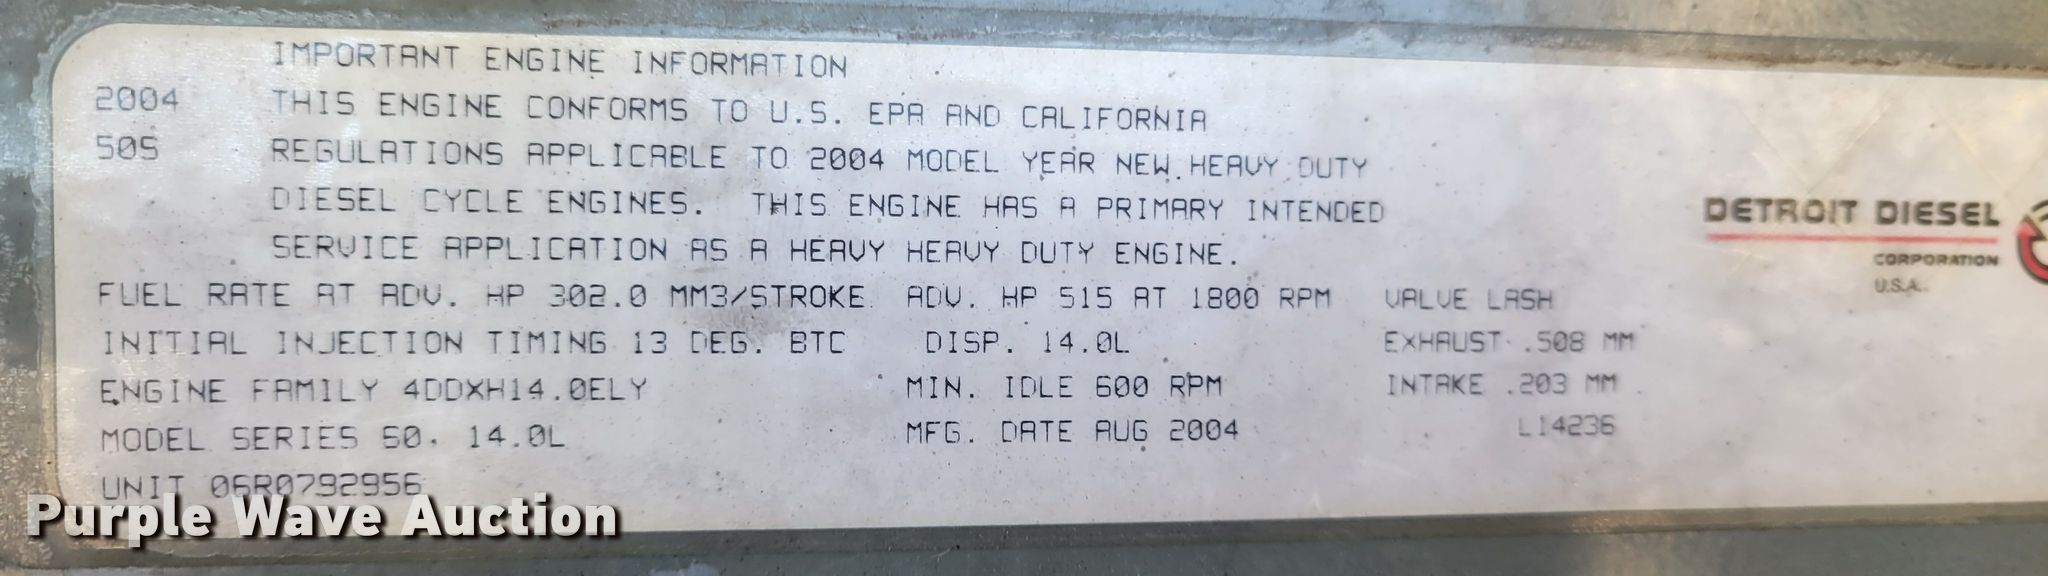 IMPORTANT ENGINE INFORMATION
2004 THIS ENGINE CONFORMS TO U.S. EPA AND CALIFORNIA
50S REGULATIONS APPLICABLE TO 2004 MODEL YEAR NEW HEAVY DUTY
DIESEL CYCLE ENGINES. THIS ENGINE HAS A PRIMARY INTENDED
SERVICE APPLICATION AS A HEAVY HEAVY DUTY ENGINE.
FUEL RATE AT ADV. HP 302.0 MM3/STROKE ADV. HP 515 AT 1800 RPM VALVE LASH
INITIAL INJECTION TIMING 13 DEG. BTC DISP. 14.0L EXHAUST .508 MM
ENGINE FAMILY 4DDXH14.0ELY MIN. IDLE 600 RPM INTAKE .203 MM
MODEL SERIES 60, 14.0L MFG. DATE AUG 2004 L14236
UNIT 06R0792956
DETROIT DIESEL
CORPORATION
U.S.A.
Purple Wave Auction